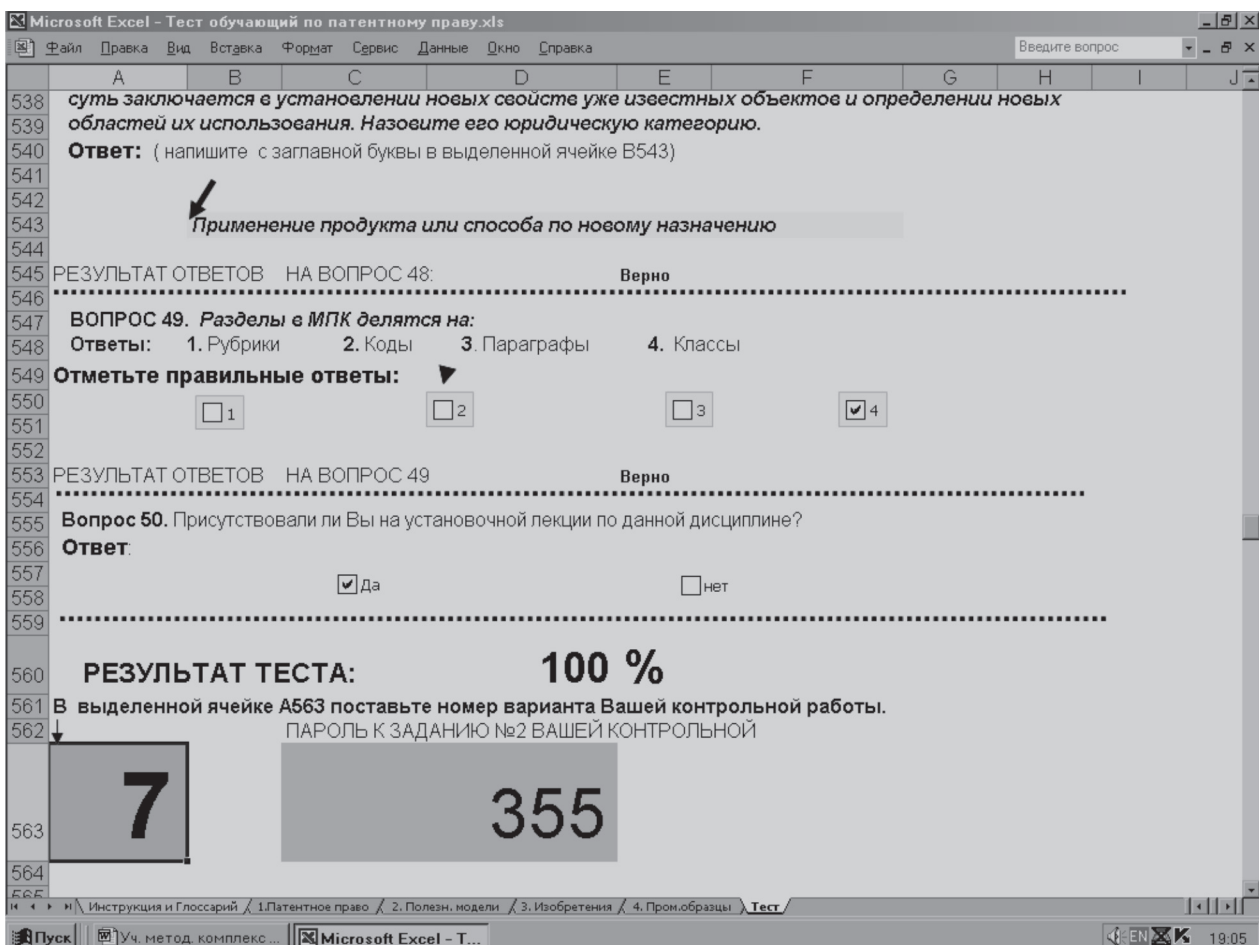 Microsoft Excel - Тест обучающий по патентному праву.xls
Файл Правка Вид Вставка Формат Сервис Данные Окно Справка Введите вопрос
A B C D E F G H I J
538 суть заключается в установлении новых свойств уже известных объектов и определении новых
539 областей их использования. Назовите его юридическую категорию.
540 Ответ: ( напишите с заглавной буквы в выделенной ячейке B543)
541
542
543 Применение продукта или способа по новому назначению
544
545 РЕЗУЛЬТАТ ОТВЕТОВ НА ВОПРОС 48: Верно
546
547 ВОПРОС 49. Разделы в МПК делятся на:
548 Ответы: 1. Рубрики 2. Коды 3. Параграфы 4. Классы
549 Отметьте правильные ответы:
550
551 1 2 3 4
552
553 РЕЗУЛЬТАТ ОТВЕТОВ НА ВОПРОС 49 Верно
554
555 Вопрос 50. Присутствовали ли Вы на установочной лекции по данной дисциплине?
556 Ответ:
557
558 Да нет
559
560 РЕЗУЛЬТАТ ТЕСТА: 100 %
561 В выделенной ячейке А563 поставьте номер варианта Вашей контрольной работы.
562 ПАРОЛЬ К ЗАДАНИЮ №2 ВАШЕЙ КОНТРОЛЬНОЙ
563 7 355
564
565
Инструкция и Глоссарий / 1.Патентное право / 2. Полезн. модели / 3. Изобретения / 4. Пром.образцы \ Тест /
Пуск Уч. метод. комплекс ... Microsoft Excel - Т... EN 19:05